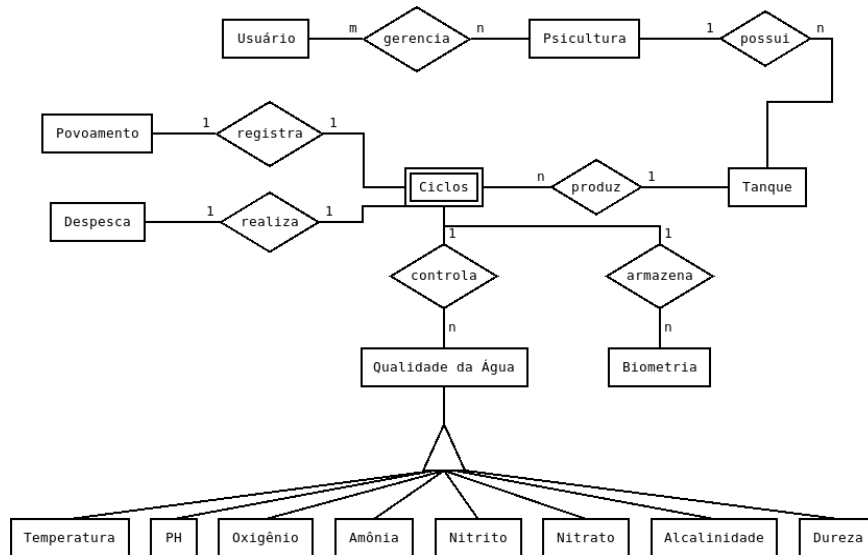 Usuário
m
gerencia
n
Psicultura
1
possui
n
Povoamento
1
registra
1
Ciclos
n
produz
1
Tanque
Despesca
1
realiza
1
1
1
controla
armazena
n
n
Qualidade da Água
Biometria
Temperatura
PH
Oxigênio
Amônia
Nitrito
Nitrato
Alcalinidade
Dureza